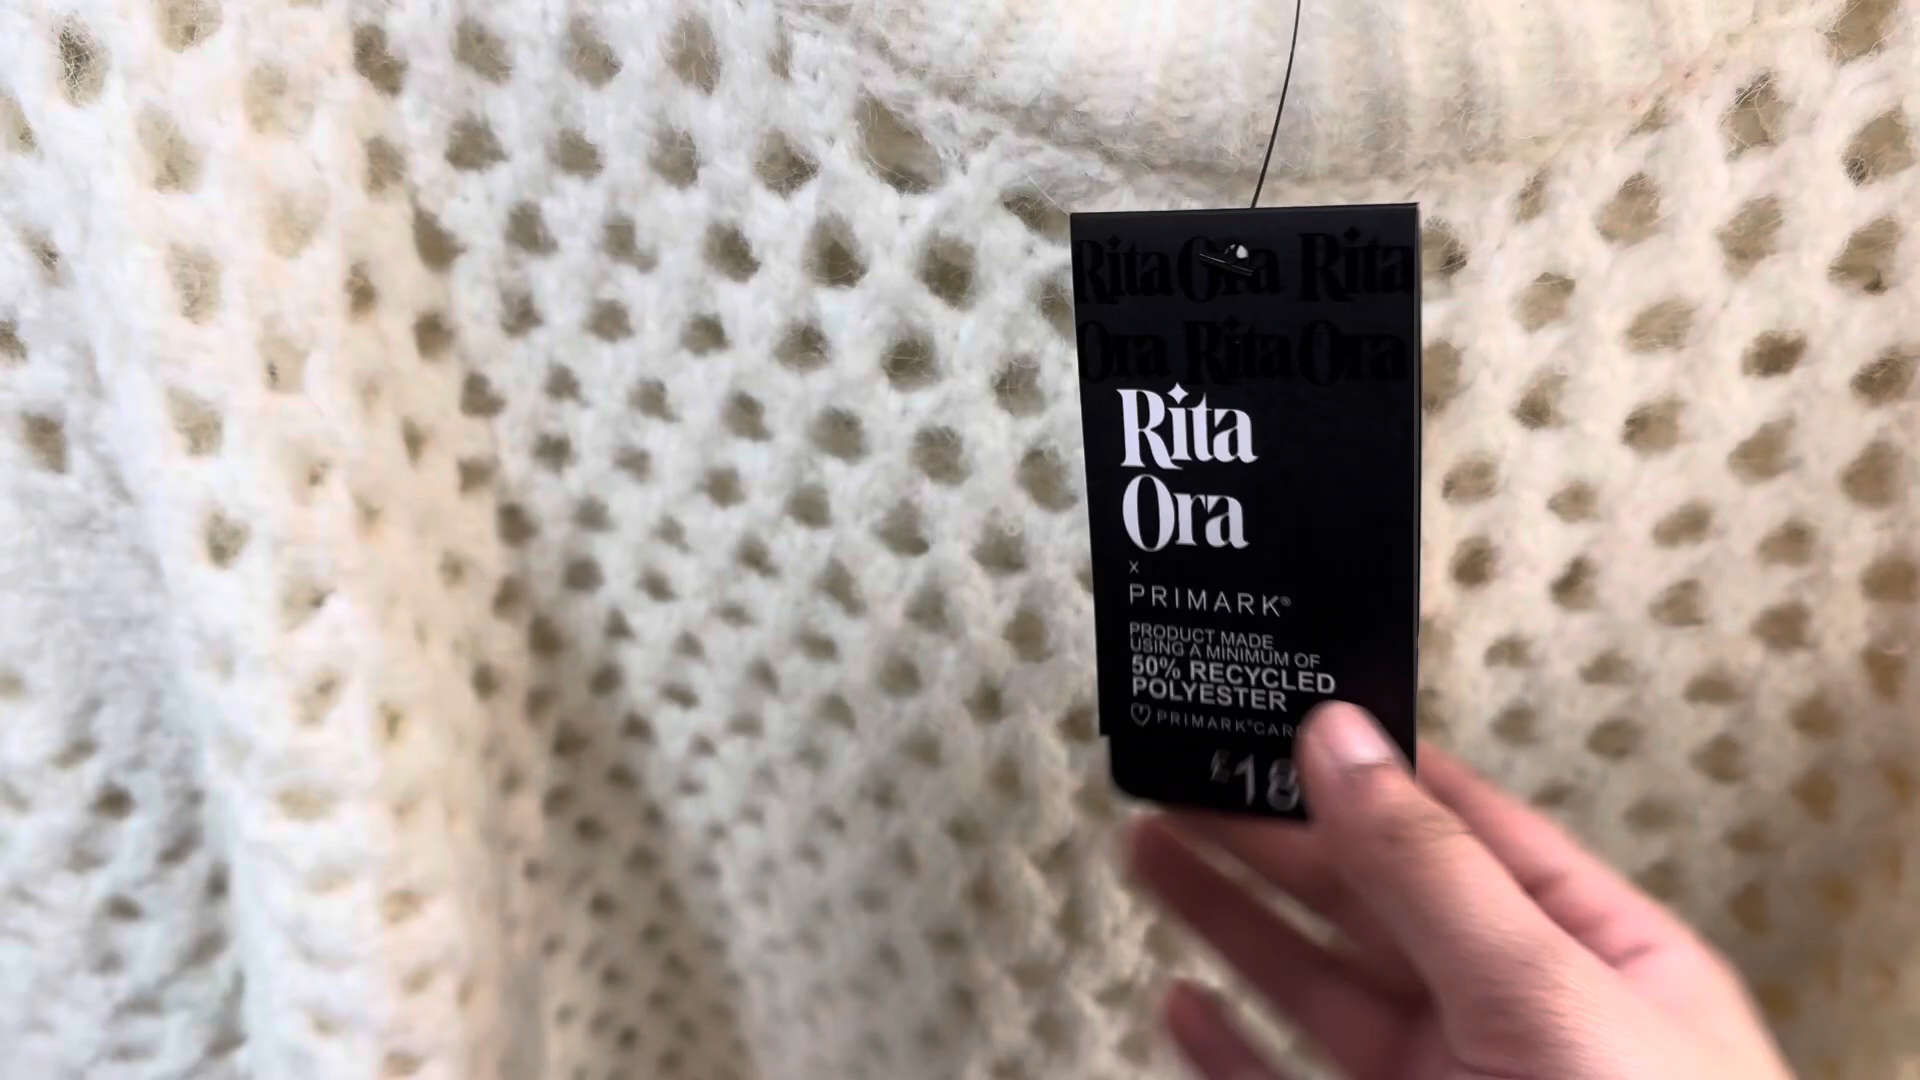 Rita Ora Rita
Ora Rita Ora
Rita
Ora
x
PRIMARK®
PRODUCT MADE
USING A MINIMUM OF
50% RECYCLED
POLYESTER
PRIMARK®
£18